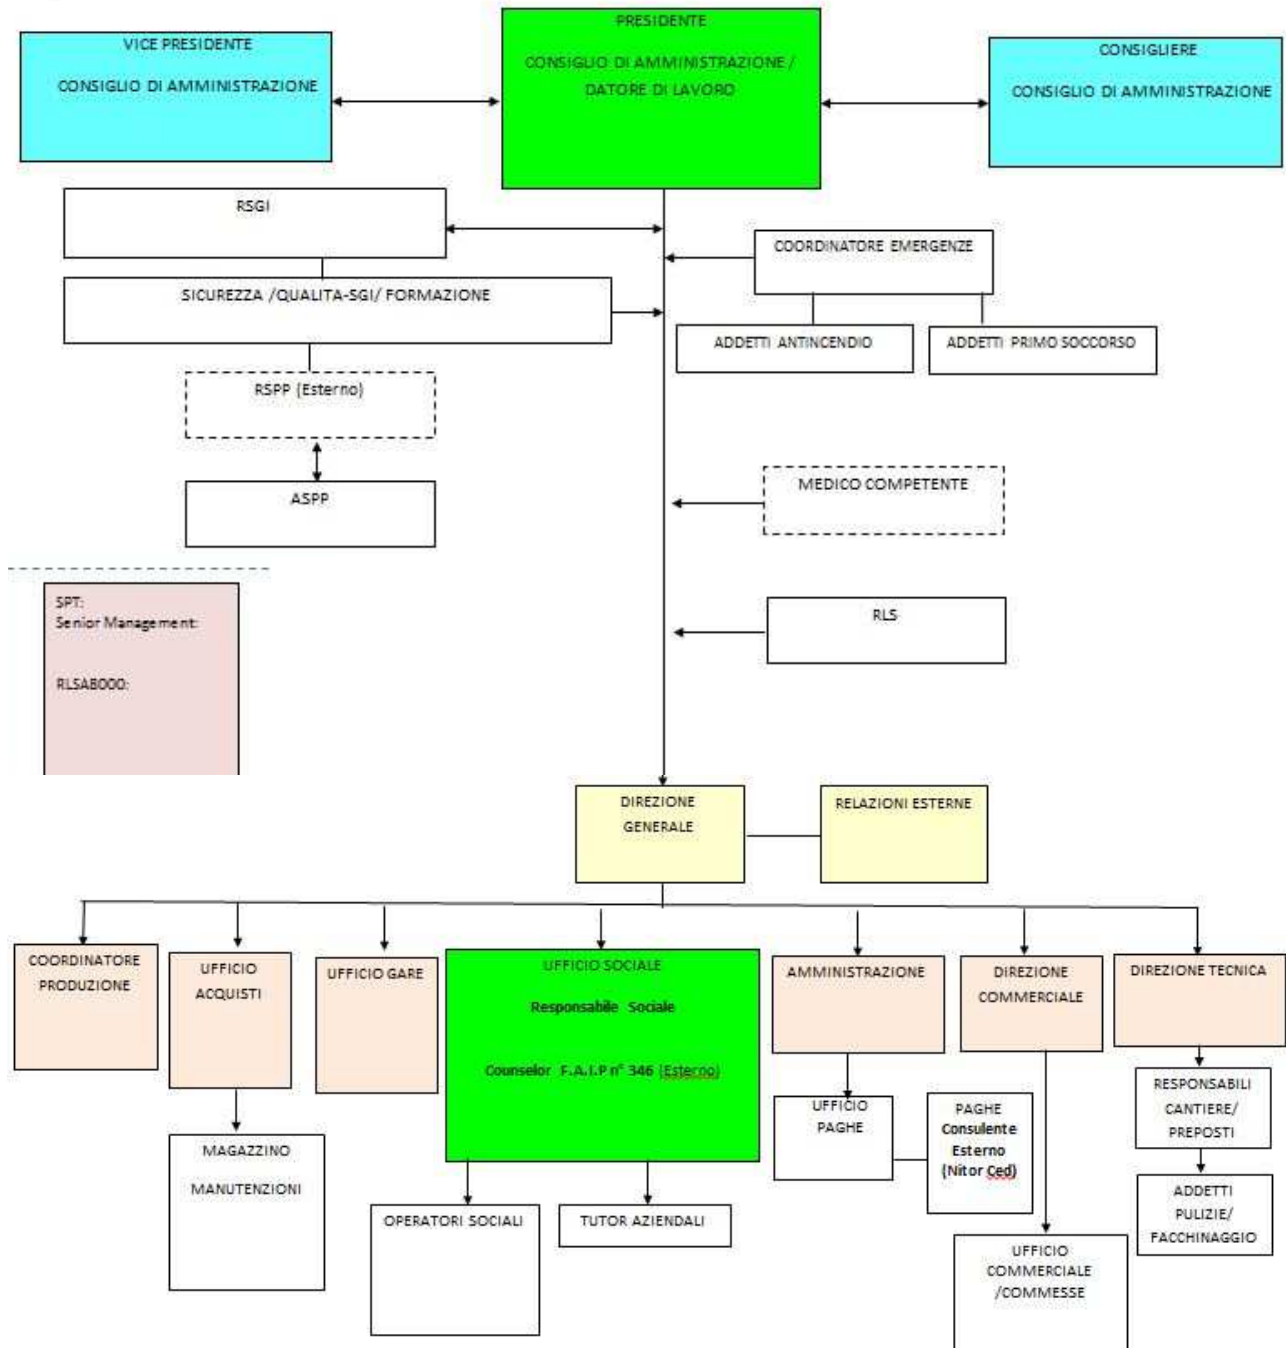 PRESIDENTE
CONSIGLIO DI AMMINISTRAZIONE /
DATORE DI LAVORO
VICE PRESIDENTE
CONSIGLIO DI AMMINISTRAZIONE
CONSIGLIERE
CONSIGLIO DI AMMINISTRAZIONE
RSGI
COORDINATORE EMERGENZE
SICUREZZA /QUALITA-SGI/ FORMAZIONE
ADDETTI ANTINCENDIO
ADDETTI PRIMO SOCCORSO
RSPP (Esterno)
ASPP
MEDICO COMPETENTE
SPT:
Senior Management:
RLSA8000:
RLS
DIREZIONE
GENERALE
RELAZIONI ESTERNE
COORDINATORE
PRODUZIONE
UFFICIO
ACQUISTI
UFFICIO GARE
UFFICIO SOCIALE
Responsabile Sociale
Counselor F.A.I.P n° 346 (Esterno)
AMMINISTRAZIONE
DIREZIONE
COMMERCIALE
DIREZIONE TECNICA
MAGAZZINO
MANUTENZIONI
OPERATORI SOCIALI
TUTOR AZIENDALI
UFFICIO
PAGHE
PAGHE
Consulente
Esterno
(Nitor Ced)
UFFICIO
COMMERCIALE
/COMMESSE
RESPONSABILI
CANTIERE/
PREPOSTI
ADDETTI
PULIZIE/
FACCHINAGGIO